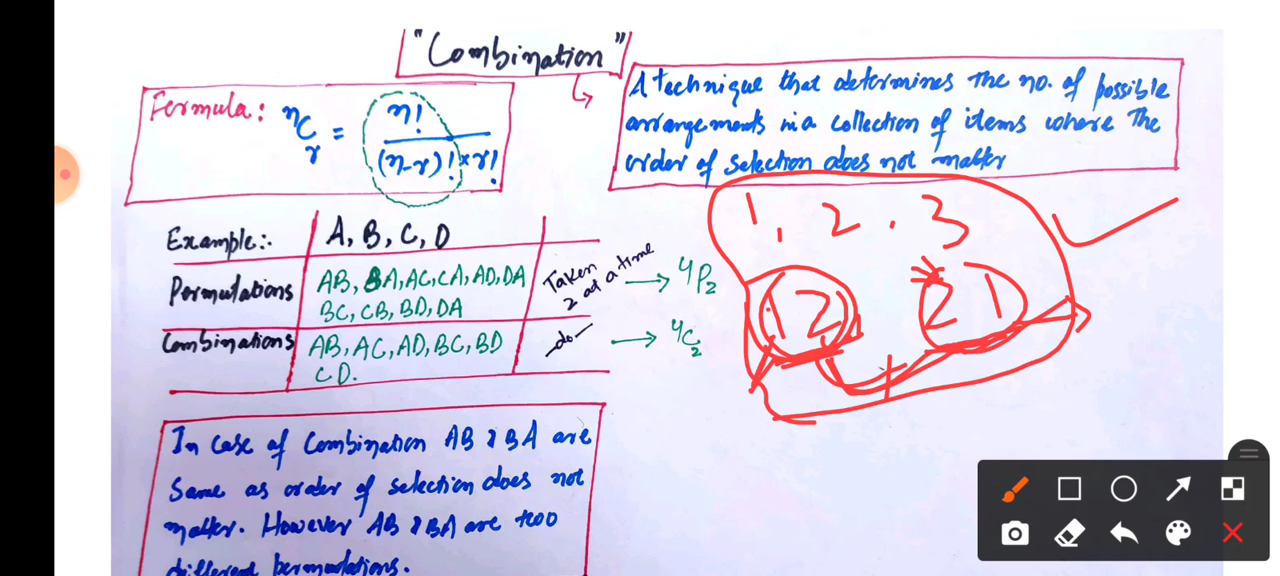 "Combination"
Formula: nCr = n! / (n-r)! × r!
A technique that determines the no. of possible
arrangements in a collection of items where the
order of selection does not matter
Example:- A, B, C, D
Permutations AB, BA, AC, CA, AD, DA
BC, CB, BD, DA
Taken
2 at a time
→ 4P2
Combinations AB, AC, AD, BC, BD
CD.
-do-
→ 4C2
1, 2, 3
12 21
In case of Combination AB & BA are
Same as order of selection does not
matter. However AB & BA are two
different permutations.